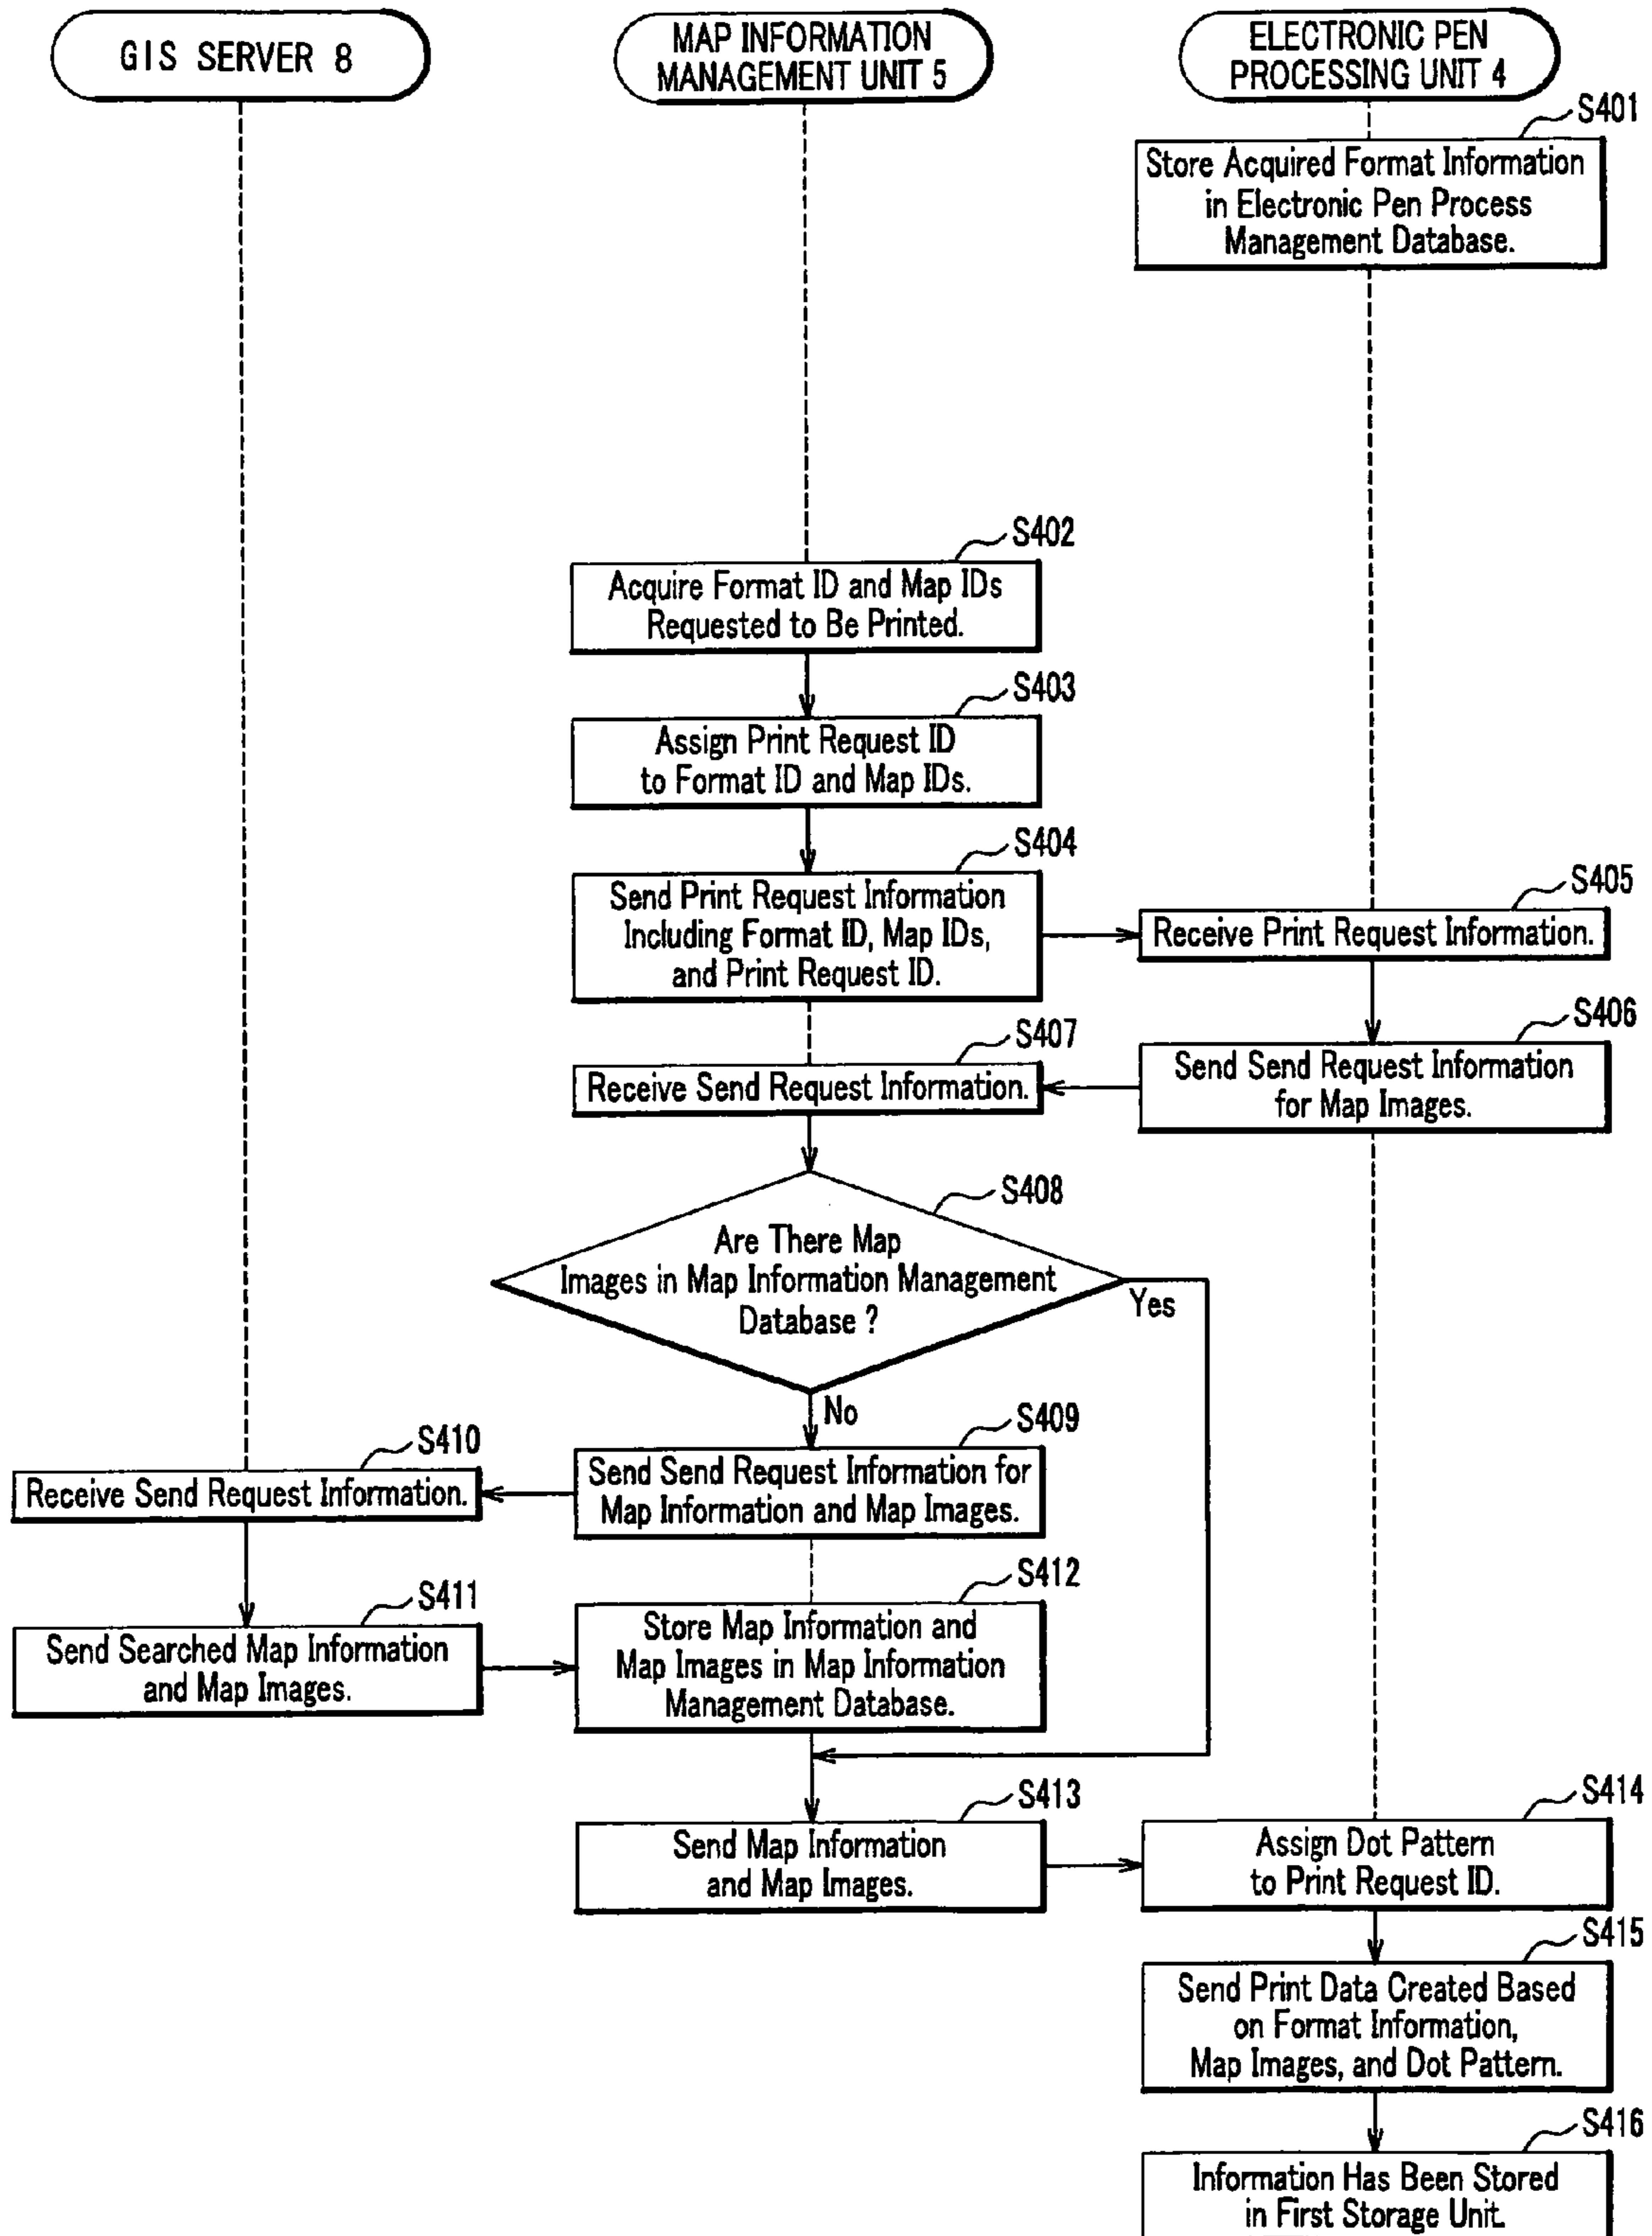 GIS SERVER 8
MAP INFORMATION
MANAGEMENT UNIT 5
ELECTRONIC PEN
PROCESSING UNIT 4
S401
Store Acquired Format Information
in Electronic Pen Process
Management Database.
S402
Acquire Format ID and Map IDs
Requested to Be Printed.
S403
Assign Print Request ID
to Format ID and Map IDs.
S404
Send Print Request Information
Including Format ID, Map IDs,
and Print Request ID.
S405
Receive Print Request Information.
S406
Send Send Request Information
for Map Images.
S407
Receive Send Request Information.
S408
Are There Map
Images in Map Information Management
Database ?
Yes
No
S409
Send Send Request Information for
Map Information and Map Images.
S410
Receive Send Request Information.
S411
Send Searched Map Information
and Map Images.
S412
Store Map Information and
Map Images in Map Information
Management Database.
S413
Send Map Information
and Map Images.
S414
Assign Dot Pattern
to Print Request ID.
S415
Send Print Data Created Based
on Format Information,
Map Images, and Dot Pattern.
S416
Information Has Been Stored
in First Storage Unit.